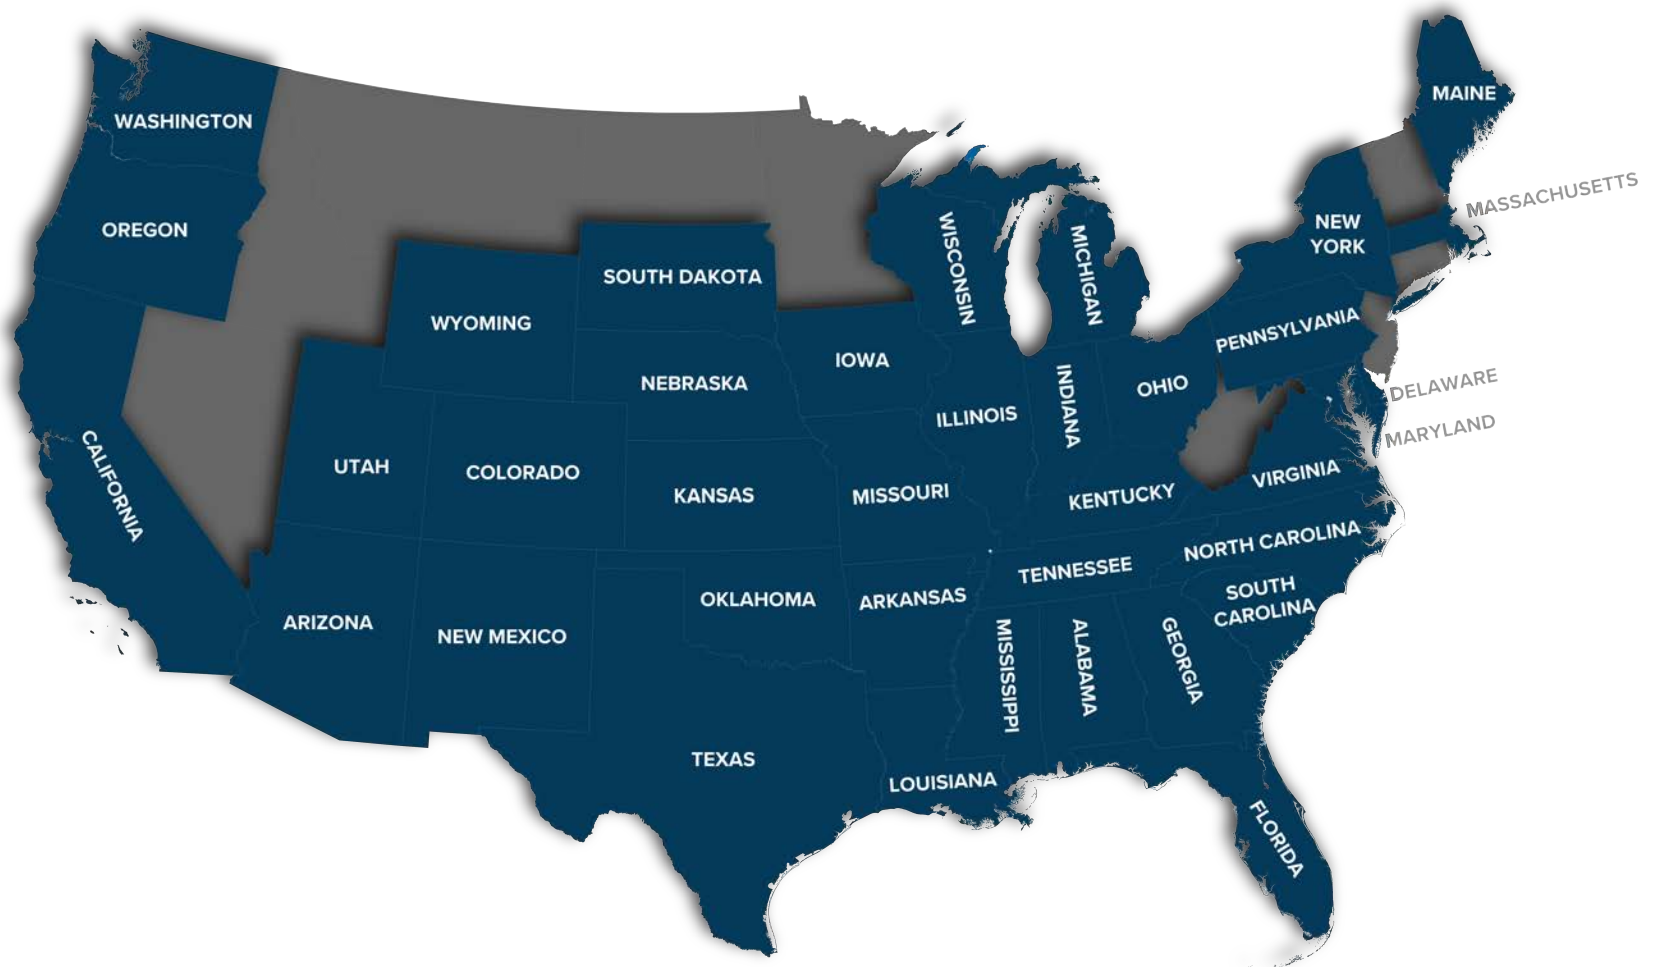 WASHINGTON
MAINE
MASSACHUSETTS
OREGON
NEW
YORK
WISCONSIN
MICHIGAN
SOUTH DAKOTA
WYOMING
PENNSYLVANIA
IOWA
NEBRASKA
OHIO
INDIANA
DELAWARE
ILLINOIS
MARYLAND
CALIFORNIA
UTAH
COLORADO
KANSAS
MISSOURI
KENTUCKY
VIRGINIA
NORTH CAROLINA
TENNESSEE
SOUTH
CAROLINA
OKLAHOMA
ARKANSAS
ARIZONA
NEW MEXICO
MISSISSIPPI
ALABAMA
GEORGIA
TEXAS
LOUISIANA
FLORIDA